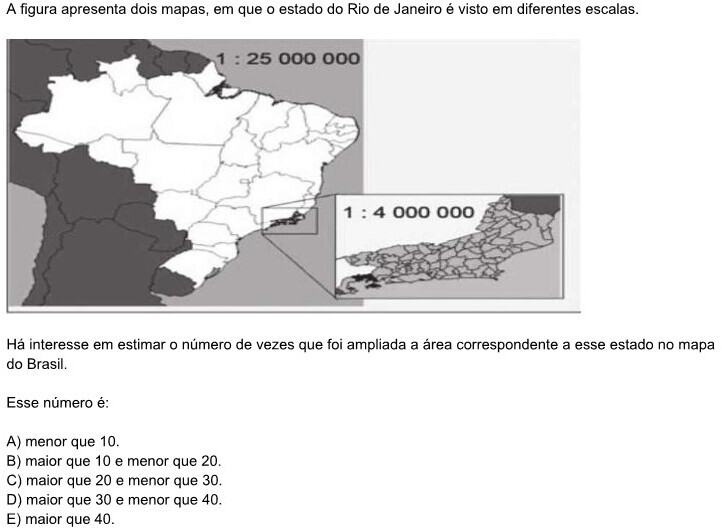 A figura apresenta dois mapas, em que o estado do Rio de Janeiro é visto em diferentes escalas.
1 : 25 000 000
1 : 4 000 000
Há interesse em estimar o número de vezes que foi ampliada a área correspondente a esse estado no mapa
do Brasil.
Esse número é:
A) menor que 10.
B) maior que 10 e menor que 20.
C) maior que 20 e menor que 30.
D) maior que 30 e menor que 40.
E) maior que 40.